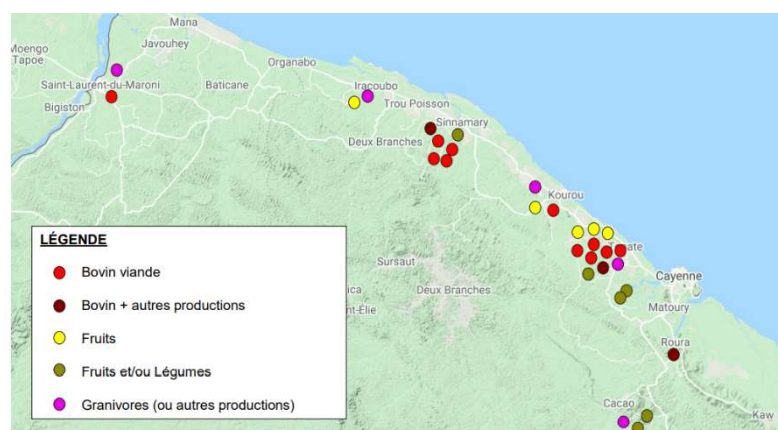 Mana
Moengo
Tapoe
Javouhey
Organabo
Saint-Laurent-du-Maroni
Baticane
Iracoubo
Bigiston
Trou Poisson
Sinnamary
Deux Branches
Kourou
LÉGENDE
Bovin viande
Bovin + autres productions
Fruits
Fruits et/ou Légumes
Granivores (ou autres productions)
Sursaut
Deux Branches
Cayenne
Matoury
Roura
Cacao
Kaw